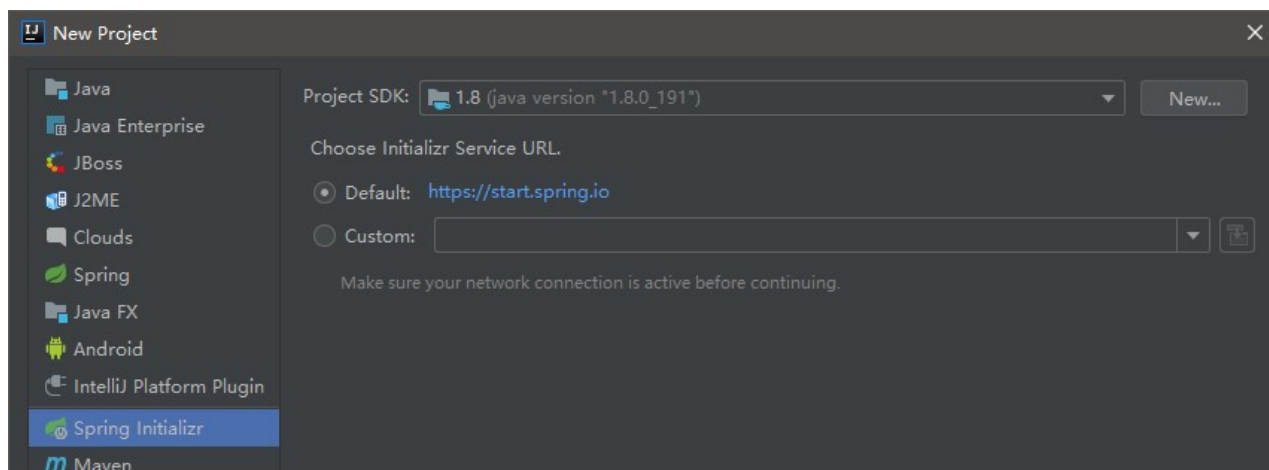 New Project
Java
Java Enterprise
JBoss
J2ME
Clouds
Spring
Java FX
Android
IntelliJ Platform Plugin
Spring Initializr
Maven
Project SDK: 1.8 (java version "1.8.0_191") New...
Choose Initializr Service URL.
Default: https://start.spring.io
Custom:
Make sure your network connection is active before continuing.